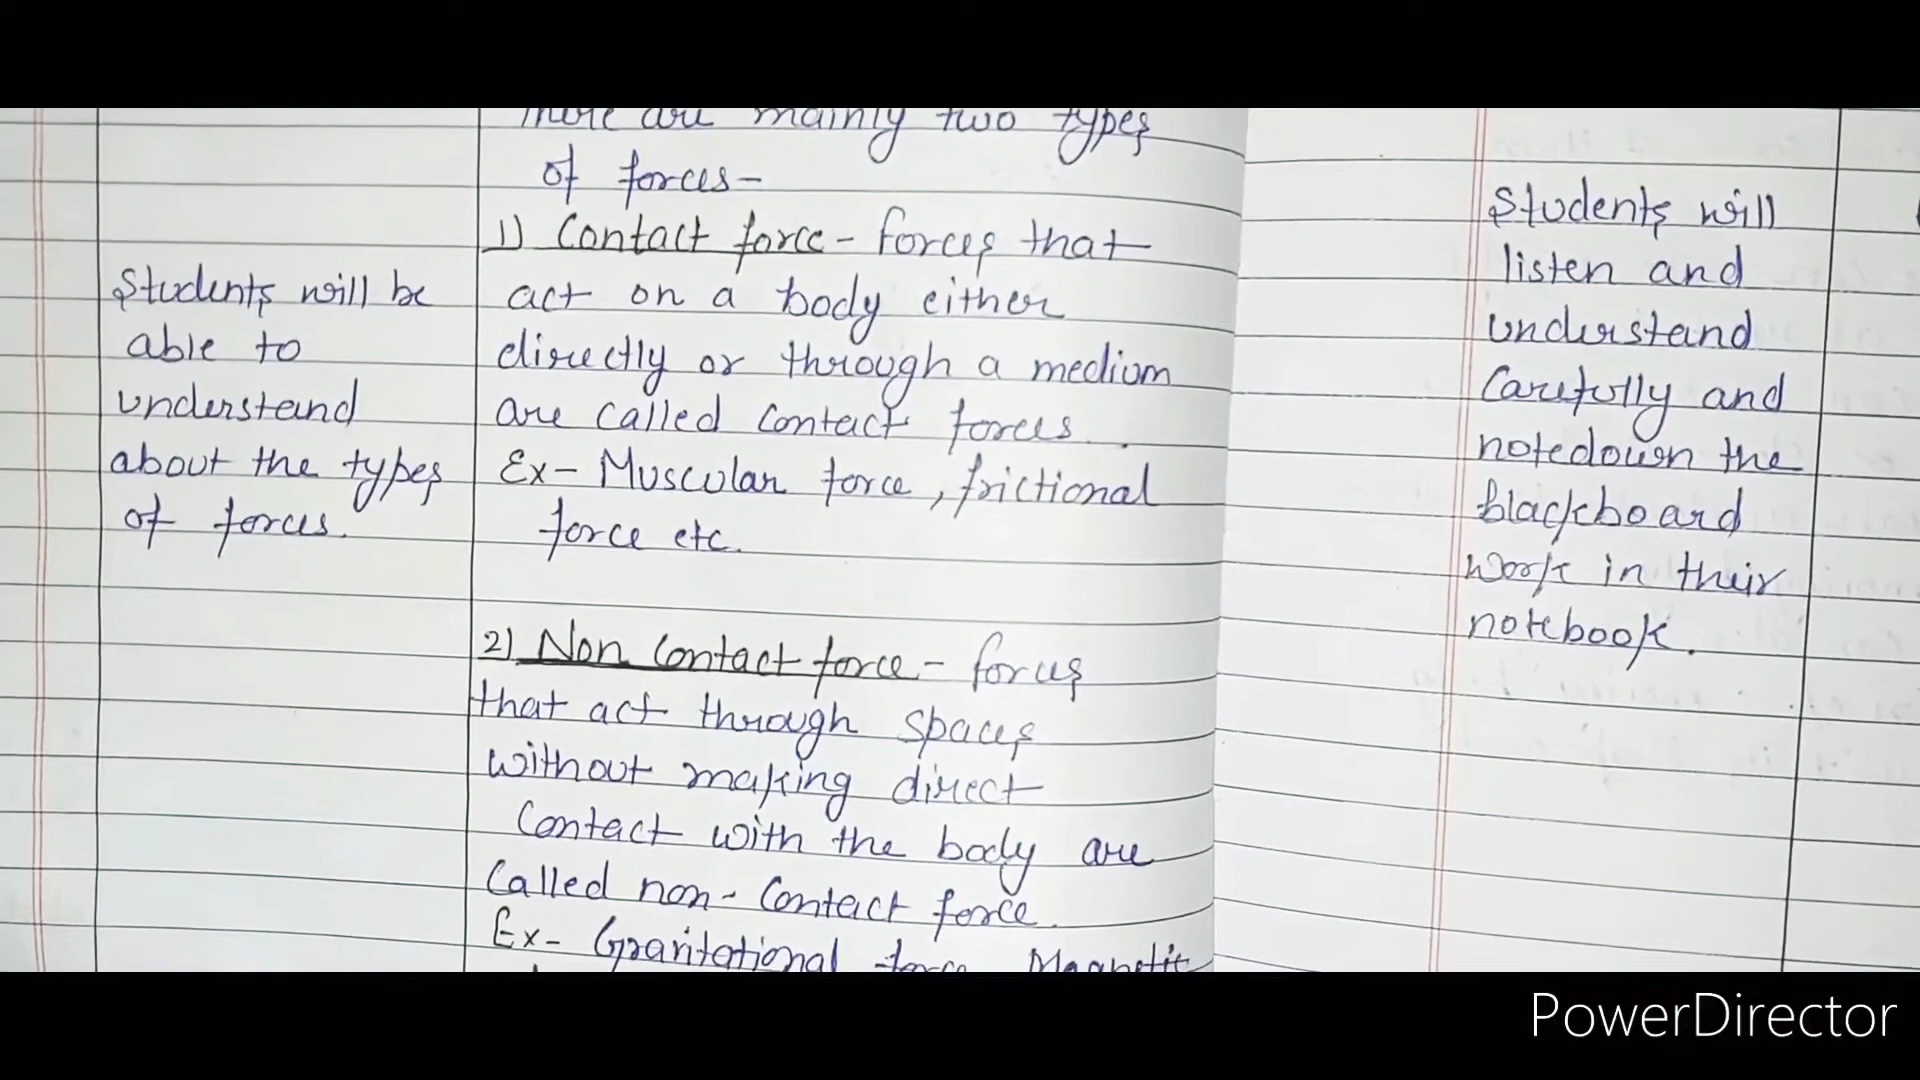 Students will be
able to
understand
about the types
of forces.
There are mainly two types
of forces-
1) Contact force - forces that
act on a body either
directly or through a medium
are called contact forces.
Ex- Muscular force, frictional
force etc.
2) Non contact force - forces
that act through spaces
without making direct
Contact with the body are
Called non-Contact force.
Ex- Gravitational force Magnetic
Students will
listen and
understand
Carefully and
notedown the
blackboard
work in their
notebook.
PowerDirector